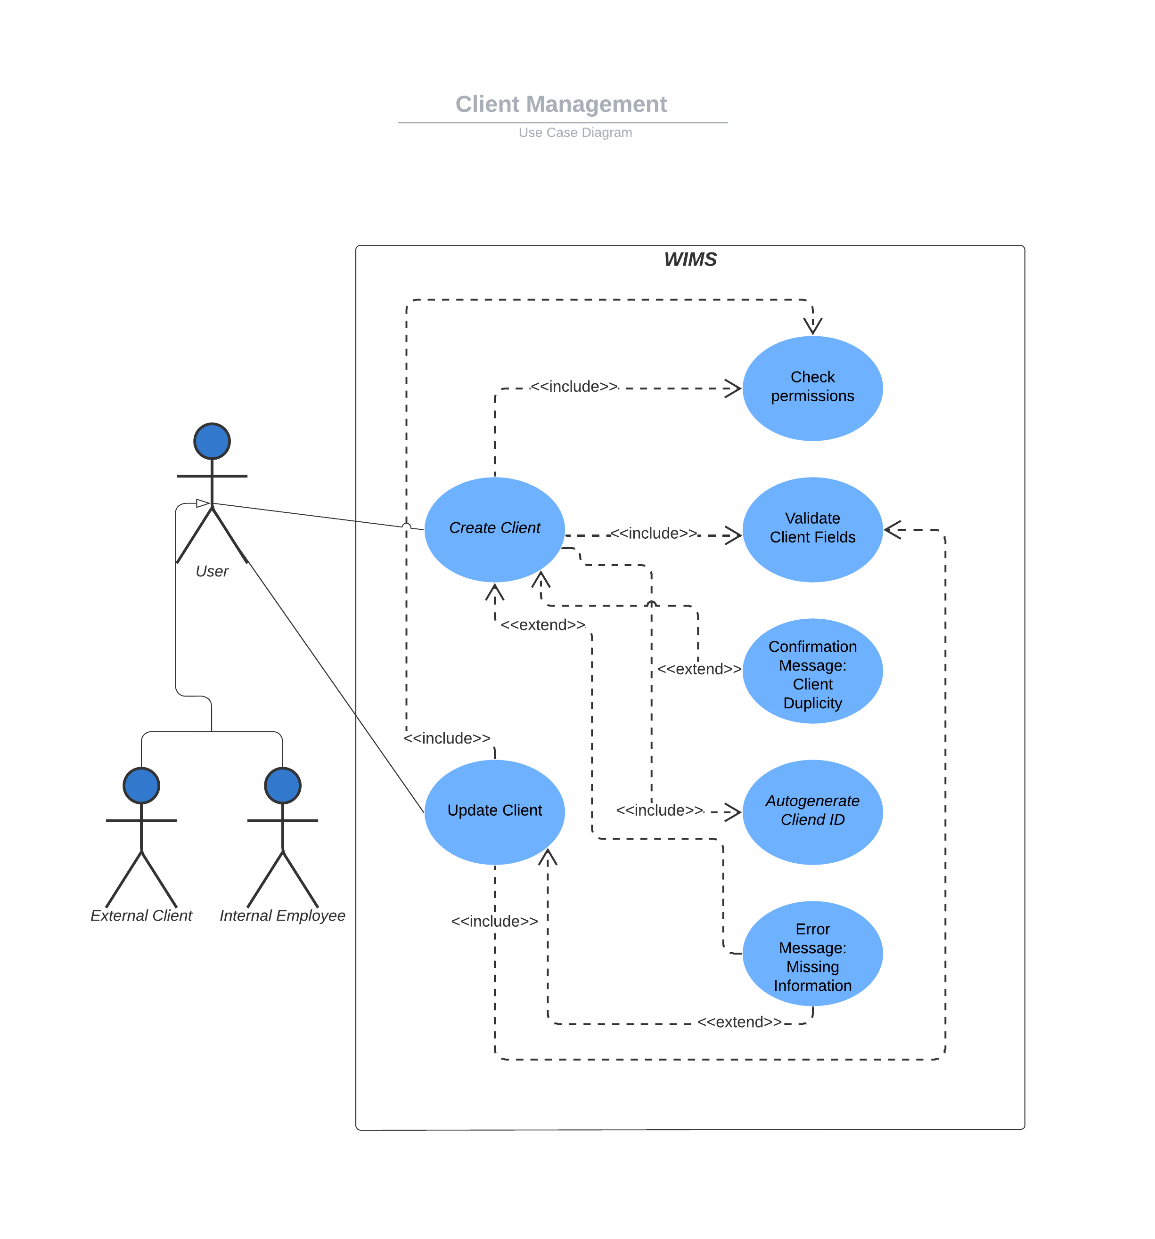 Client Management
Use Case Diagram
WIMS
Check
permissions
<<include>>
Create Client
<<include>>
Validate
Client Fields
User
<<extend>>
<<extend>>
Confirmation
Message:
Client
Duplicity
<<include>>
Update Client
<<include>>
Autogenerate
Cliend ID
External Client
Internal Employee
<<include>>
Error
Message:
Missing
Information
<<extend>>